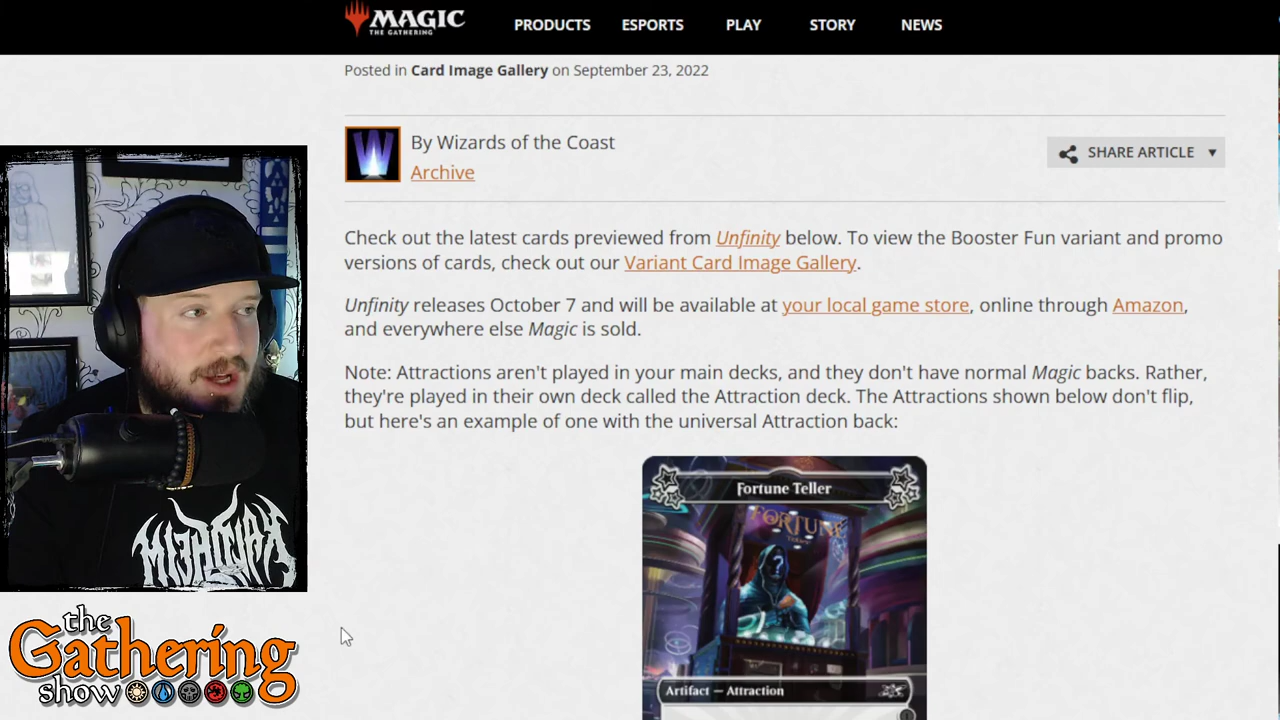 MAGIC
THE GATHERING
PRODUCTS ESPORTS PLAY STORY NEWS
Posted in Card Image Gallery on September 23, 2022
By Wizards of the Coast
Archive
SHARE ARTICLE
Check out the latest cards previewed from Unfinity below. To view the Booster Fun variant and promo
versions of cards, check out our Variant Card Image Gallery.
Unfinity releases October 7 and will be available at your local game store, online through Amazon,
and everywhere else Magic is sold.
Note: Attractions aren't played in your main decks, and they don't have normal Magic backs. Rather,
they're played in their own deck called the Attraction deck. The Attractions shown below don't flip,
but here's an example of one with the universal Attraction back:
Fortune Teller
FORTUNE
Artifact — Attraction
the
Gathering
show